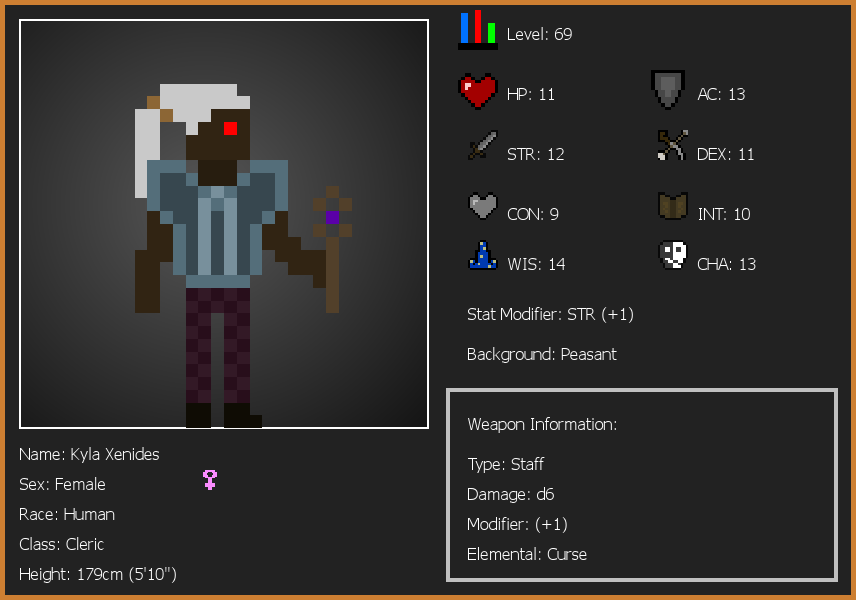 Level: 69
HP: 11
AC: 13
STR: 12
DEX: 11
CON: 9
INT: 10
WIS: 14
CHA: 13
Stat Modifier: STR (+1)
Background: Peasant
Weapon Information:
Type: Staff
Damage: d6
Modifier: (+1)
Elemental: Curse
Name: Kyla Xenides
Sex: Female
Race: Human
Class: Cleric
Height: 179cm (5'10")